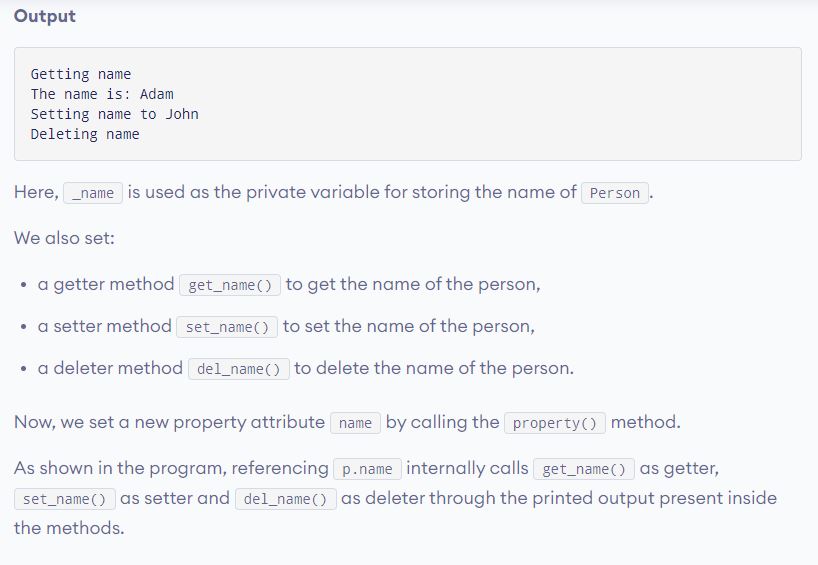 Output
Getting name
The name is: Adam
Setting name to John
Deleting name
Here, _name is used as the private variable for storing the name of Person .
We also set:
• a getter method get_name() to get the name of the person,
• a setter method set_name() to set the name of the person,
• a deleter method del_name() to delete the name of the person.
Now, we set a new property attribute name by calling the property() method.
As shown in the program, referencing p.name internally calls get_name() as getter,
set_name() as setter and del_name() as deleter through the printed output present inside
the methods.